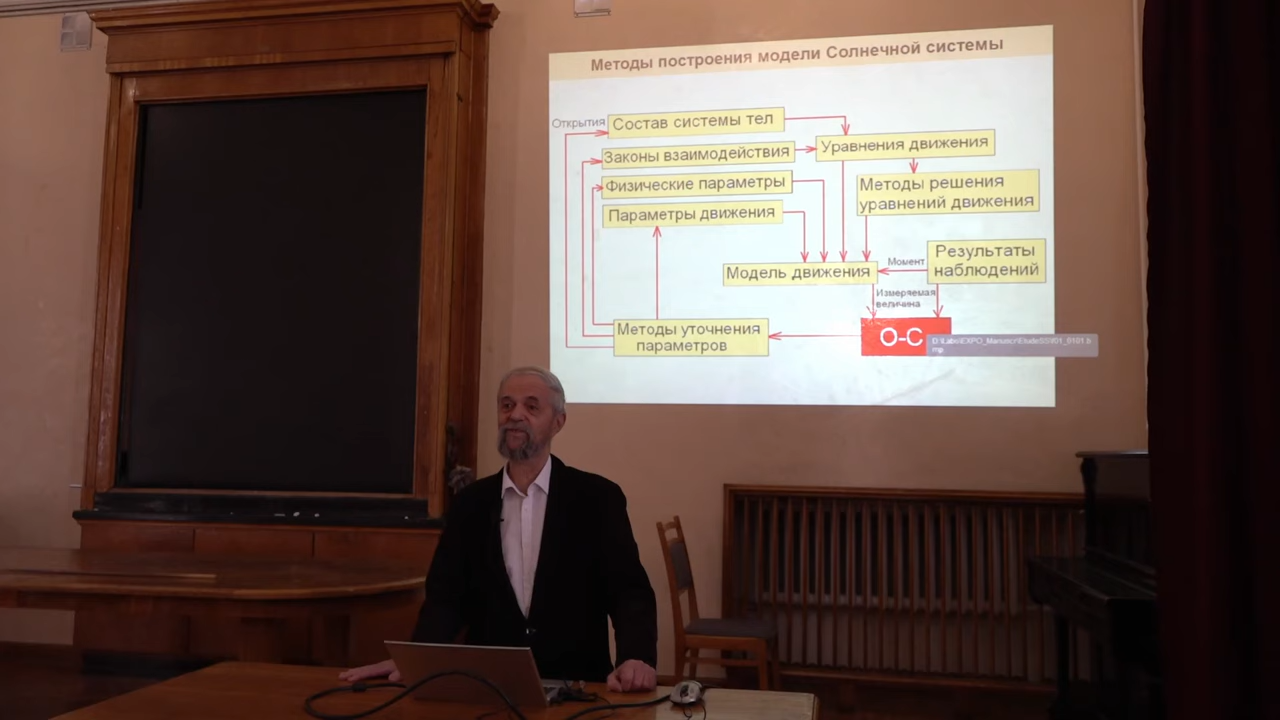 Методы построения модели Солнечной системы
Открытия
Состав системы тел
Законы взаимодействия
Уравнения движения
Физические параметры
Методы решения
уравнений движения
Параметры движения
Результаты
наблюдений
Момент
Модель движения
Измеряемая
величина
Методы уточнения
параметров
O-C